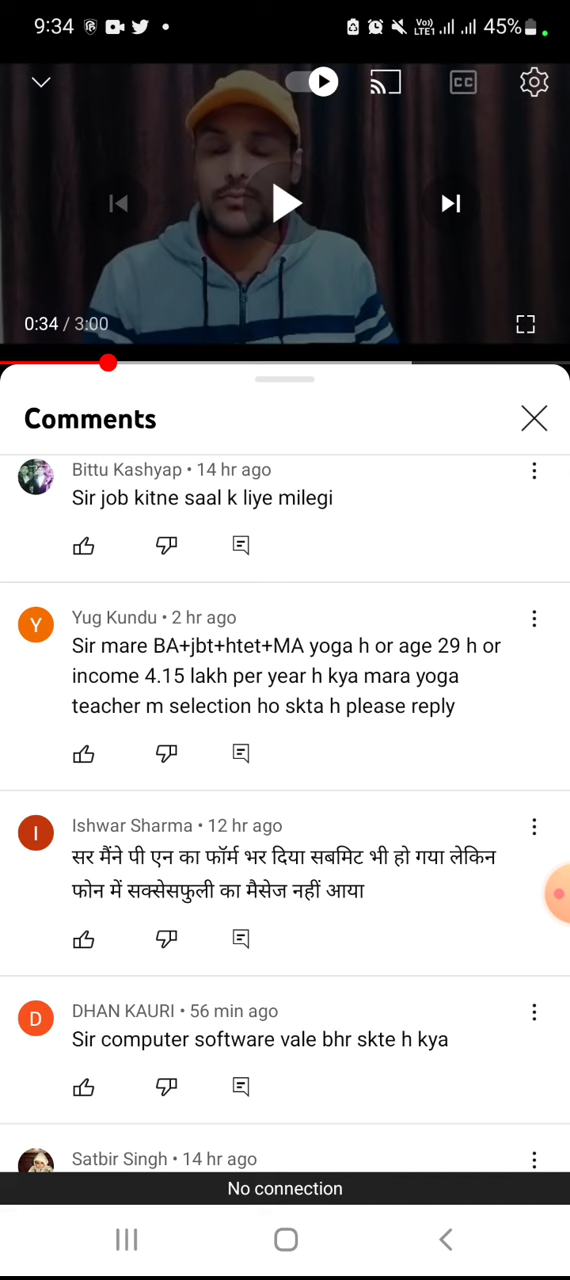 9:34
Vo))
LTE1
45%
CC
0:34 / 3:00
Comments
Bittu Kashyap • 14 hr ago
Sir job kitne saal k liye milegi
Y
Yug Kundu • 2 hr ago
Sir mare BA+jbt+htet+MA yoga h or age 29 h or
income 4.15 lakh per year h kya mara yoga
teacher m selection ho skta h please reply
I
Ishwar Sharma • 12 hr ago
सर मैंने पी एन का फॉर्म भर दिया सबमिट भी हो गया लेकिन
फोन में सक्सेसफुली का मैसेज नहीं आया
D
DHAN KAURI • 56 min ago
Sir computer software vale bhr skte h kya
Satbir Singh • 14 hr ago
No connection